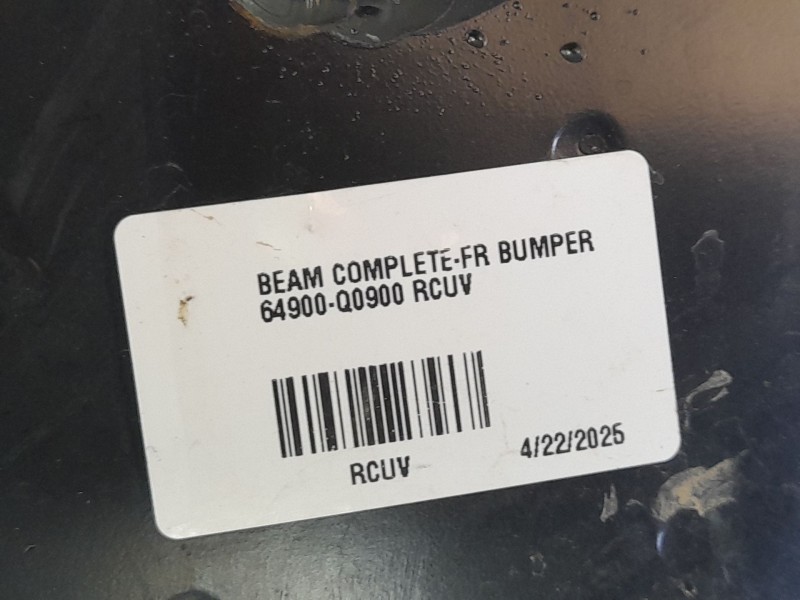 BEAM COMPLETE-FR BUMPER
64900-Q0900 RCUV
RCUV
4/22/2025